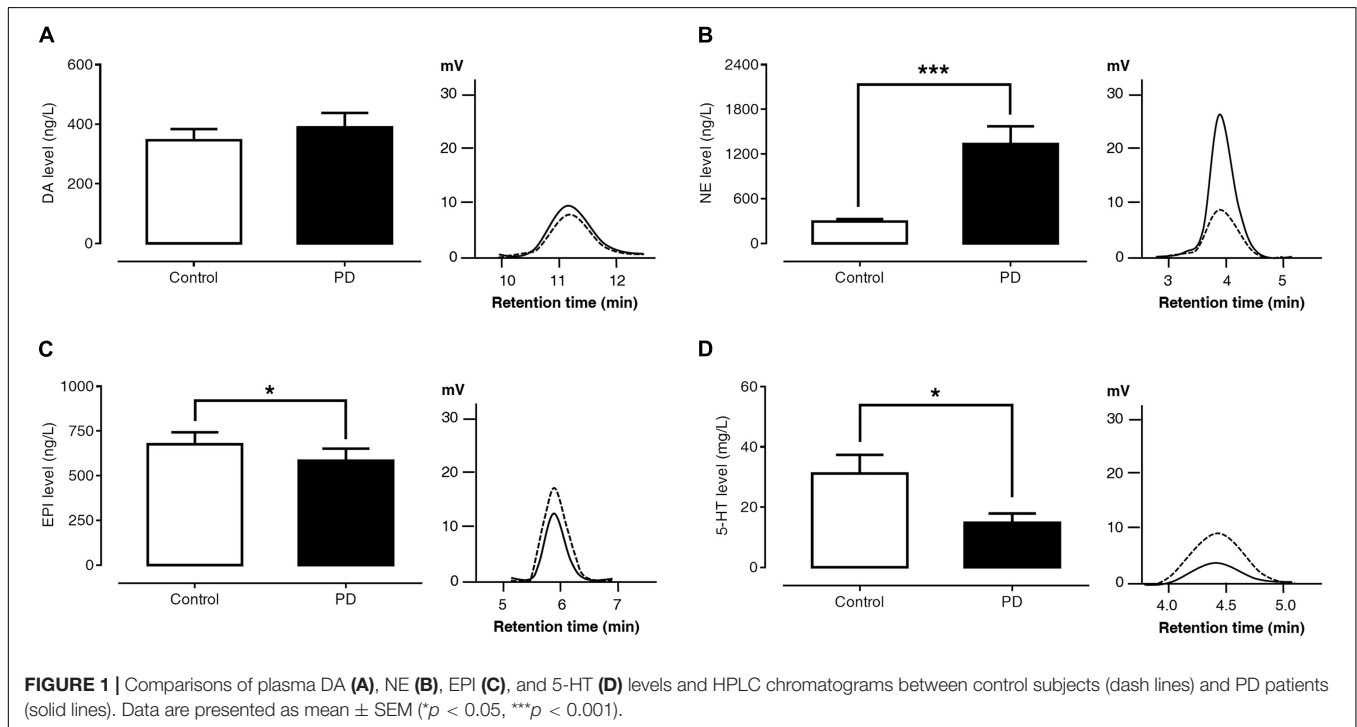 A
DA level (ng/L)
600
400
200
0
Control
PD
mV
30
20
10
0
10
11
12
Retention time (min)
B
NE level (ng/L)
2400
1800
1200
600
0
***
Control
PD
mV
30
20
10
0
3
4
5
Retention time (min)
C
EPI level (ng/L)
1000
750
500
250
0
*
Control
PD
mV
30
20
10
0
5
6
7
Retention time (min)
D
5-HT level (mg/L)
60
40
20
0
*
Control
PD
mV
30
20
10
0
4.0
4.5
5.0
Retention time (min)
FIGURE 1 | Comparisons of plasma DA (A), NE (B), EPI (C), and 5-HT (D) levels and HPLC chromatograms between control subjects (dash lines) and PD patients
(solid lines). Data are presented as mean ± SEM (*p < 0.05, ***p < 0.001).